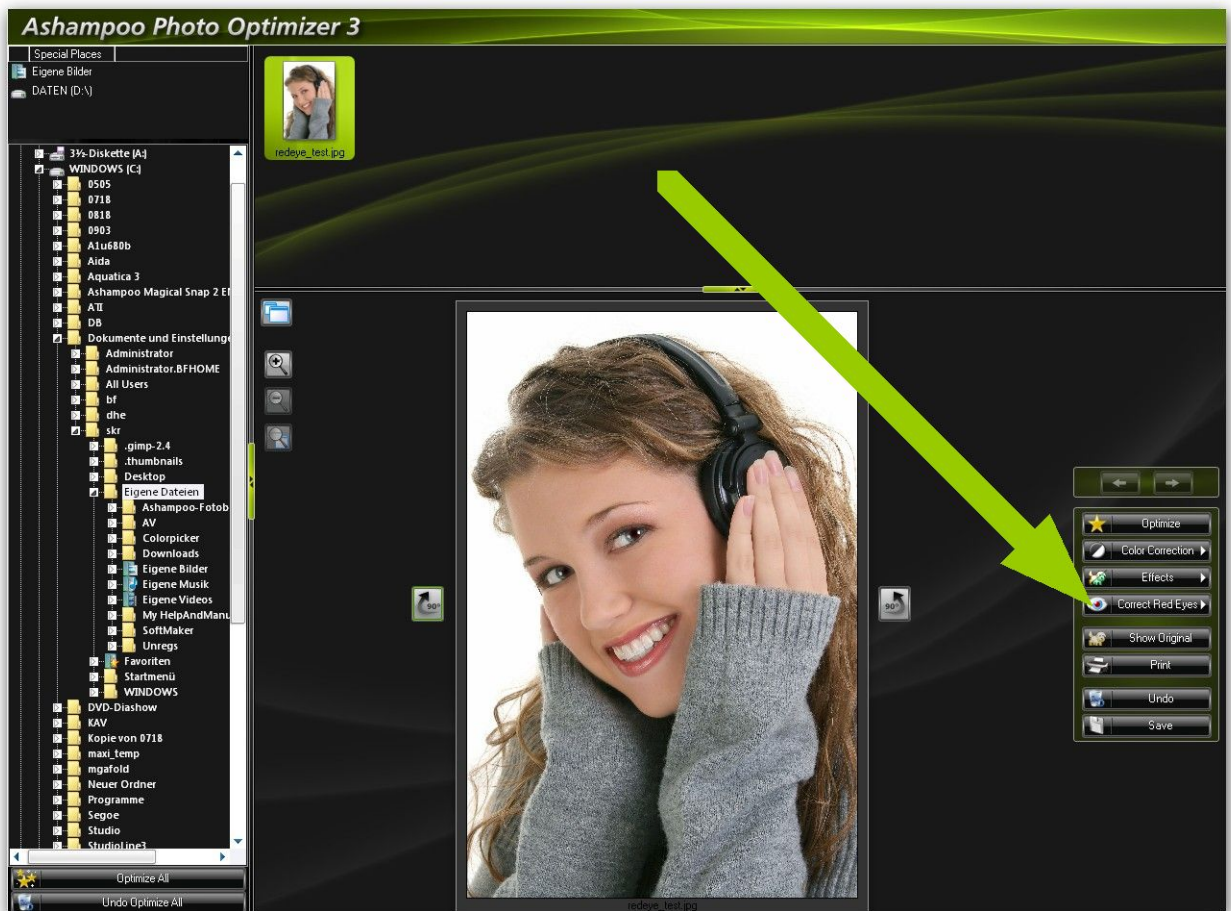 Ashampoo Photo Optimizer 3
Special Places
Eigene Bilder
DATEN (D:\)
3½-Diskette (A:)
WINDOWS (C:)
0505
0718
0818
0903
A1u680b
Aida
Aquatica 3
Ashampoo Magical Snap 2 E
ATI
DB
Dokumente und Einstellunge
Administrator
Administrator.BFHOME
All Users
bf
dhe
skr
.gimp-2.4
.thumbnails
Desktop
Eigene Dateien
Ashampoo-Fotob
AV
Colorpicker
Downloads
Eigene Bilder
Eigene Musik
Eigene Videos
My HelpAndManu
SoftMaker
Unregs
Favoriten
Startmenü
WINDOWS
DVD-Diashow
KAV
Kopie von 0718
maxi_temp
mgafold
Neuer Ordner
Programme
Segoe
Studio
StudioLine3
Optimize All
Undo Optimize All
redeye_test.jpg
90°
90°
redeye_test.jpg
Optimize
Color Correction
Effects
Correct Red Eyes
Show Original
Print
Undo
Save